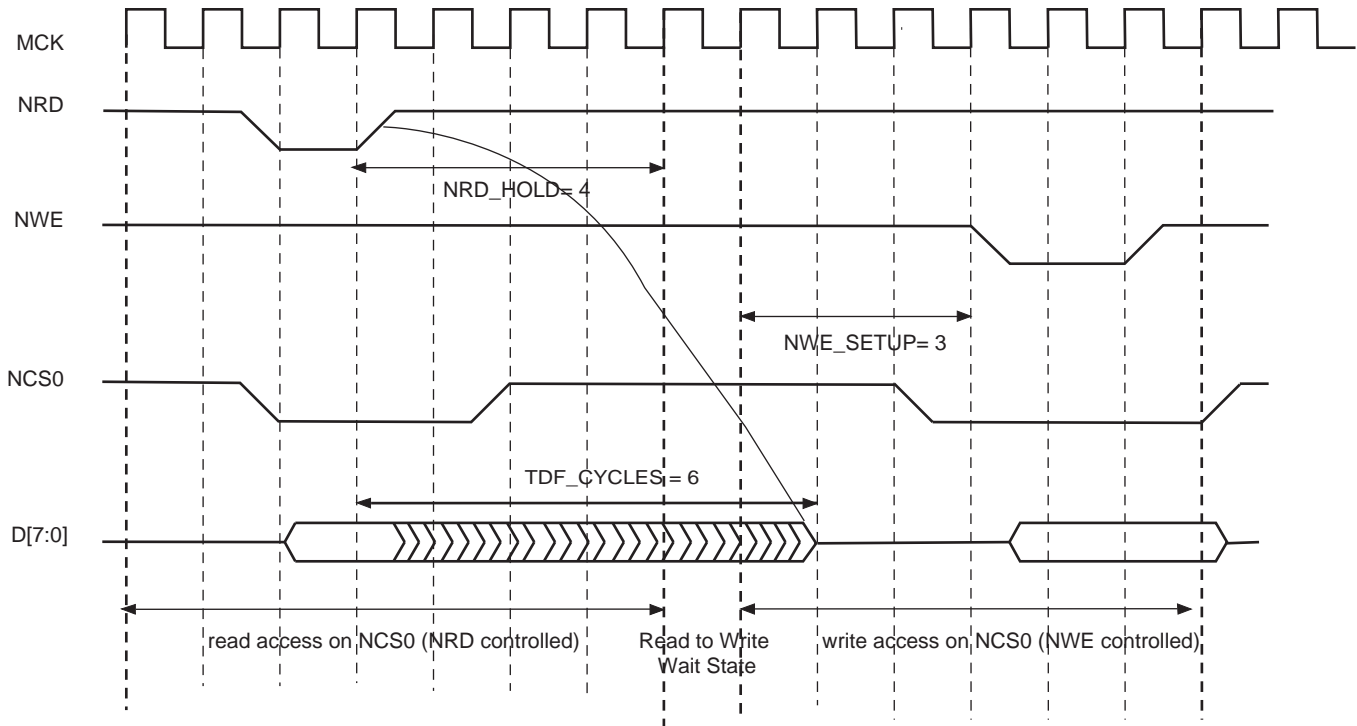 MCK
NRD
NRD_HOLD= 4
NWE
NWE_SETUP= 3
NCS0
TDF_CYCLES = 6
D[7:0]
read access on NCS0 (NRD controlled)
Read to Write
Wait State
write access on NCS0 (NWE controlled)